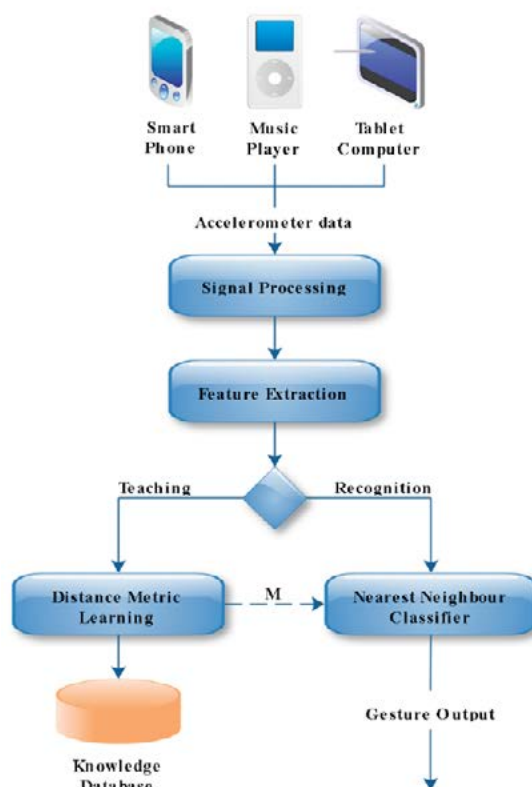 Smart
Phone
Music
Player
Tablet
Computer
Accelerometer data
Signal Processing
Feature Extraction
Teaching
Recognition
Distance Metric
Learning
M
Nearest Neighbour
Classifier
Gesture Output
Knowledge
Database